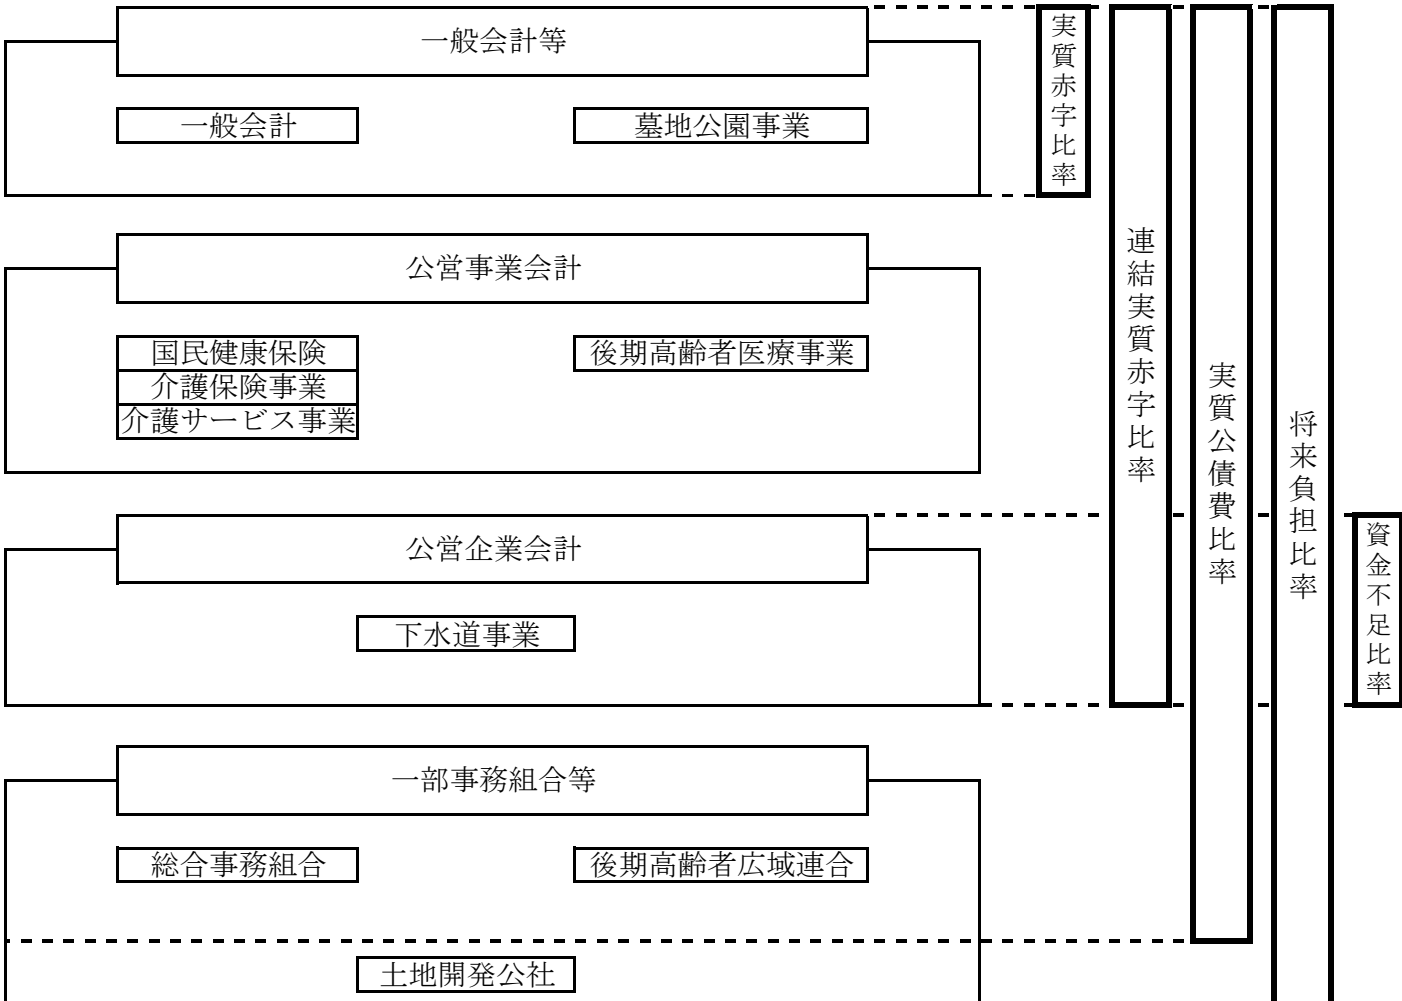 一般会計等
一般会計
墓地公園事業
公営事業会計
国民健康保険
後期高齢者医療事業
介護保険事業
介護サービス事業
公営企業会計
下水道事業
一部事務組合等
総合事務組合
後期高齢者広域連合
土地開発公社
実質赤字比率
連結実質赤字比率
実質公債費比率
将来負担比率
資金不足比率